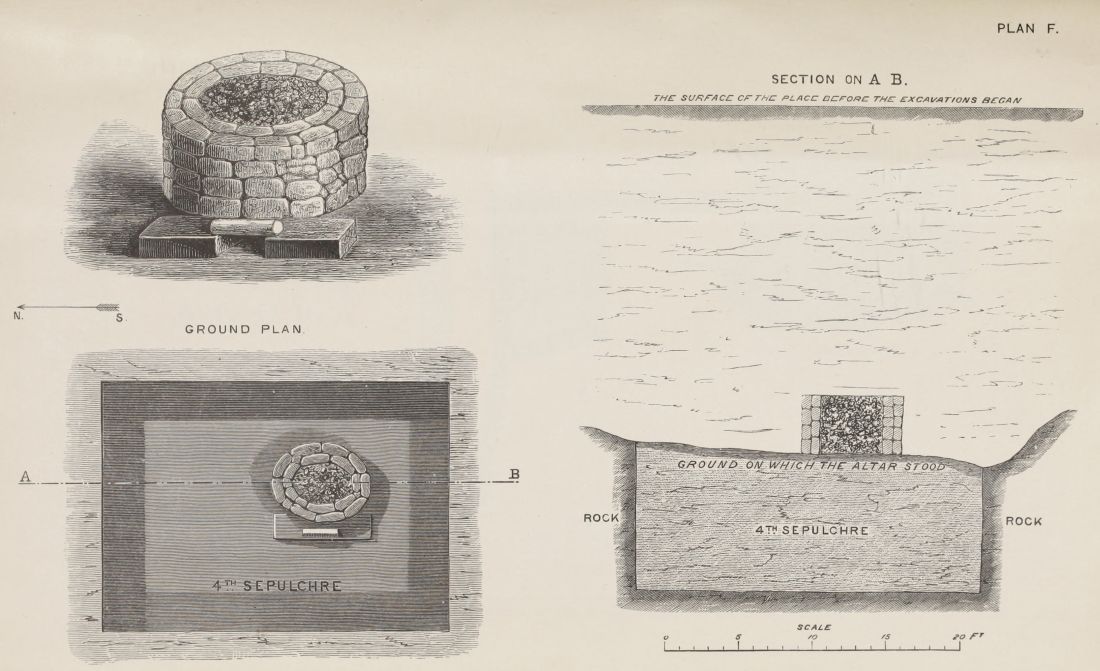 PLAN F.
SECTION ON A B.
THE SURFACE OF THE PLACE BEFORE THE EXCAVATIONS BEGAN
N. S.
GROUND PLAN.
A B
4TH SEPULCHRE
GROUND ON WHICH THE ALTAR STOOD
ROCK 4TH SEPULCHRE ROCK
SCALE
0 5 10 15 20 FT